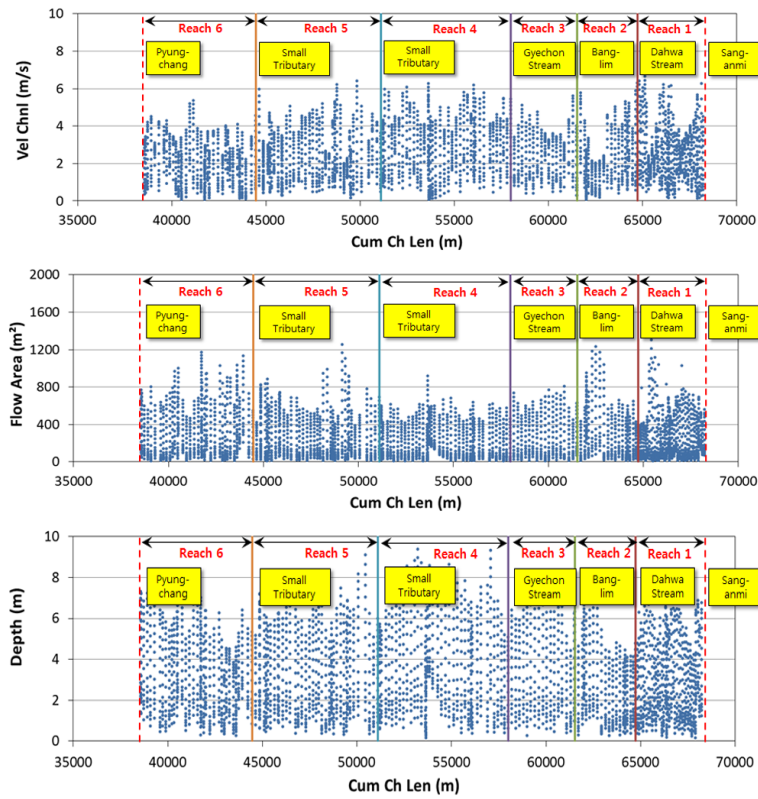 Vel Chnl (m/s)
10
8
6
4
2
0
Reach 6
Reach 5
Reach 4
Reach 3
Reach 2
Reach 1
Pyung-
chang
Small
Tributary
Small
Tributary
Gyechon
Stream
Bang-
lim
Dahwa
Stream
Sang-
anmi
35000 40000 45000 50000 55000 60000 65000 70000
Cum Ch Len (m)
Flow Area (m²)
2000
1600
1200
800
400
0
Reach 6
Reach 5
Reach 4
Reach 3
Reach 2
Reach 1
Pyung-
chang
Small
Tributary
Small
Tributary
Gyechon
Stream
Bang-
lim
Dahwa
Stream
Sang-
anmi
35000 40000 45000 50000 55000 60000 65000 70000
Cum Ch Len (m)
Depth (m)
10
8
6
4
2
0
Reach 6
Reach 5
Reach 4
Reach 3
Reach 2
Reach 1
Pyung-
chang
Small
Tributary
Small
Tributary
Gyechon
Stream
Bang-
lim
Dahwa
Stream
Sang-
anmi
35000 40000 45000 50000 55000 60000 65000 70000
Cum Ch Len (m)